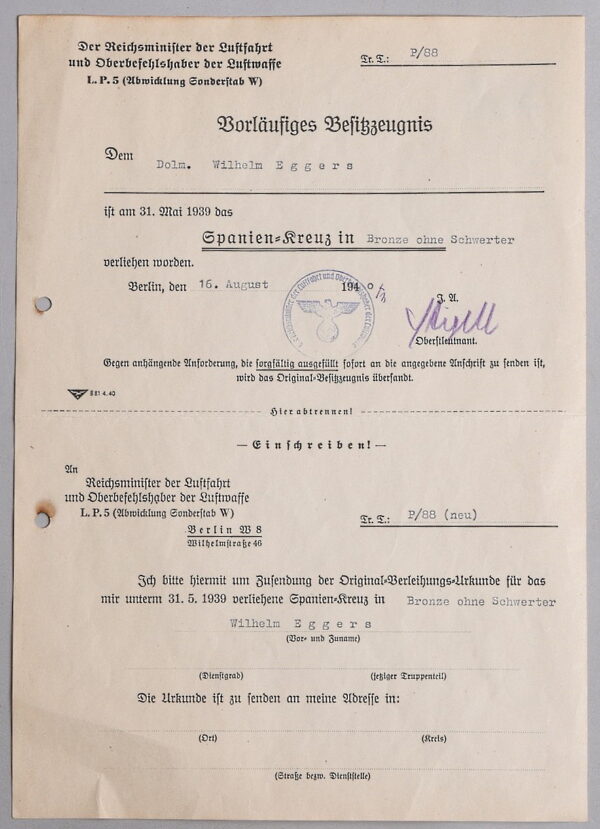 Der Reichsminister der Luftfahrt
und Oberbefehlshaber der Luftwaffe
L. P. 5 (Abwicklung Sonderstab W)
Tr. T.: P/88
Vorläufiges Besitzzeugnis
Dem
Dolm. Wilhelm E g g e r s
ist am 31. Mai 1939 das
Spanien-Kreuz in Bronze ohne Schwerter
verliehen worden.
Berlin, den 16. August 1940
J. A.
Oberstleutnant.
Gegen anhängende Anforderung, die sorgfältig ausgefüllt sofort an die angegebene Anschrift zu senden ist,
wird das Original-Besitzzeugnis übersandt.
881 4. 40
Hier abtrennen!
— Einschreiben! —
An
Reichsminister der Luftfahrt
und Oberbefehlshaber der Luftwaffe
L. P. 5 (Abwicklung Sonderstab W)
Berlin W 8
Wilhelmstraße 46
Tr. T.: P/88 (neu)
Ich bitte hiermit um Zusendung der Original-Verleihungs-Urkunde für das
mir unterm 31. 5. 1939 verliehene Spanien-Kreuz in Bronze ohne Schwerter
Wilhelm E g g e r s
(Vor- und Zuname)
(Dienstgrad) (jetziger Truppenteil)
Die Urkunde ist zu senden an meine Adresse in:
(Ort) (Kreis)
(Straße bezw. Dienststelle)